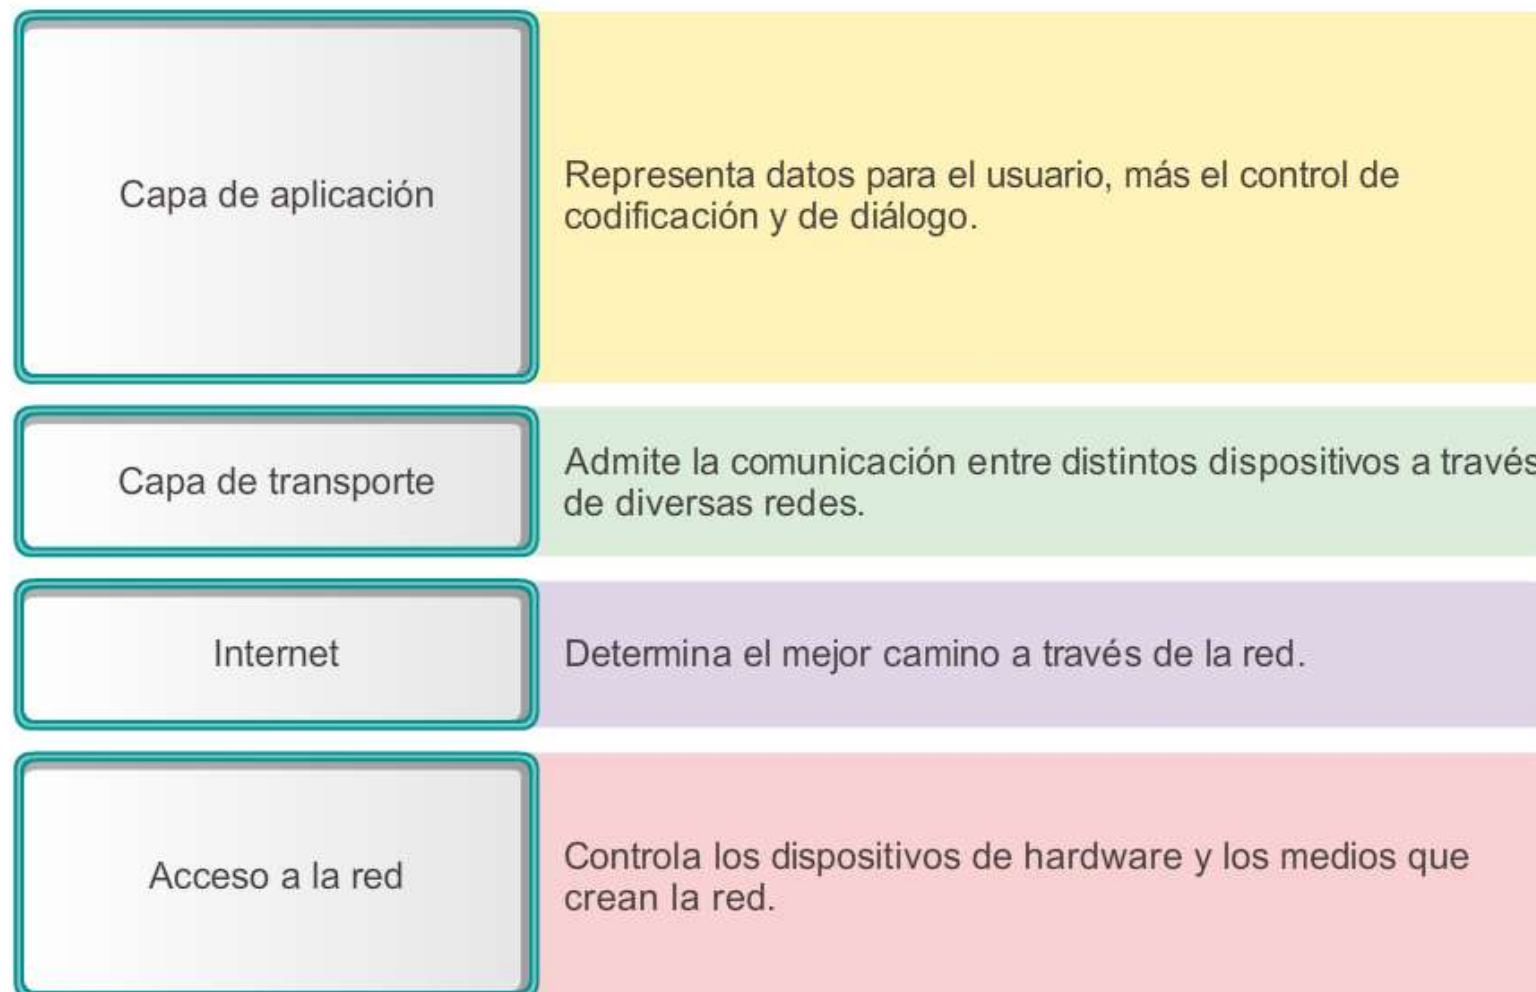 Capa de aplicación
Representa datos para el usuario, más el control de
codificación y de diálogo.
Capa de transporte
Admite la comunicación entre distintos dispositivos a través
de diversas redes.
Internet
Determina el mejor camino a través de la red.
Acceso a la red
Controla los dispositivos de hardware y los medios que
crean la red.